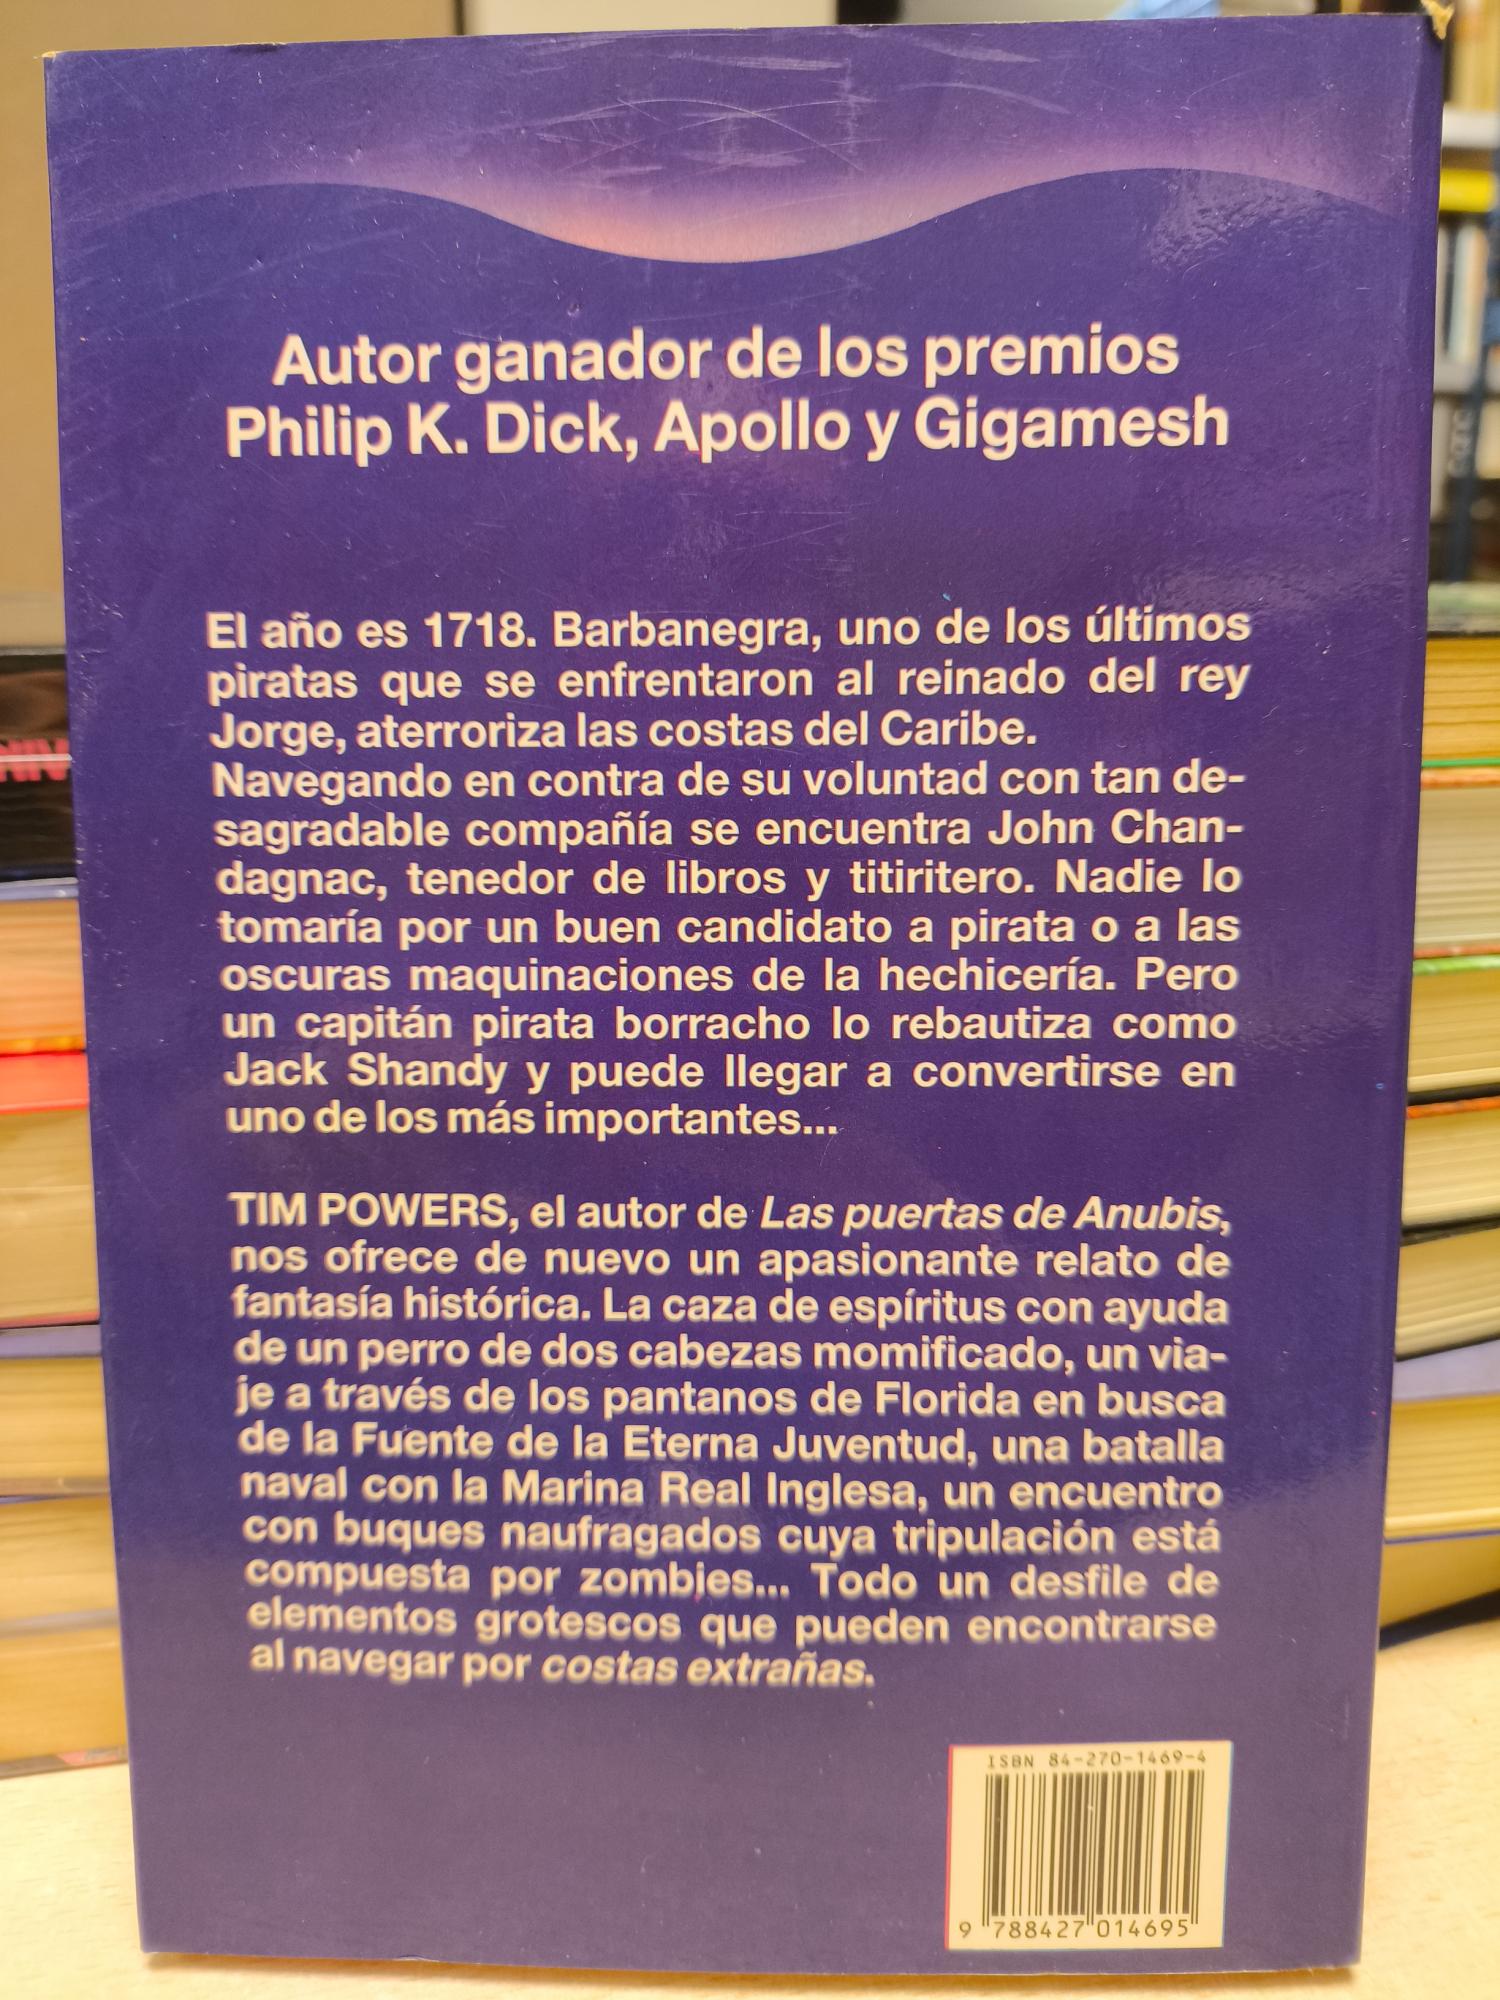 Autor ganador de los premios
Philip K. Dick, Apollo y Gigamesh
El año es 1718. Barbanegra, uno de los últimos
piratas que se enfrentaron al reinado del rey
Jorge, aterroriza las costas del Caribe.
Navegando en contra de su voluntad con tan de-
sagradable compañía se encuentra John Chan-
dagnac, tenedor de libros y titiritero. Nadie lo
tomaría por un buen candidato a pirata o a las
oscuras maquinaciones de la hechicería. Pero
un capitán pirata borracho lo rebautiza como
Jack Shandy y puede llegar a convertirse en
uno de los más importantes...
TIM POWERS, el autor de Las puertas de Anubis,
nos ofrece de nuevo un apasionante relato de
fantasía histórica. La caza de espíritus con ayuda
de un perro de dos cabezas momificado, un via-
je a través de los pantanos de Florida en busca
de la Fuente de la Eterna Juventud, una batalla
naval con la Marina Real Inglesa, un encuentro
con buques naufragados cuya tripulación está
compuesta por zombies... Todo un desfile de
elementos grotescos que pueden encontrarse
al navegar por costas extrañas.
ISBN 84-270-1469-4
9 788427 014695